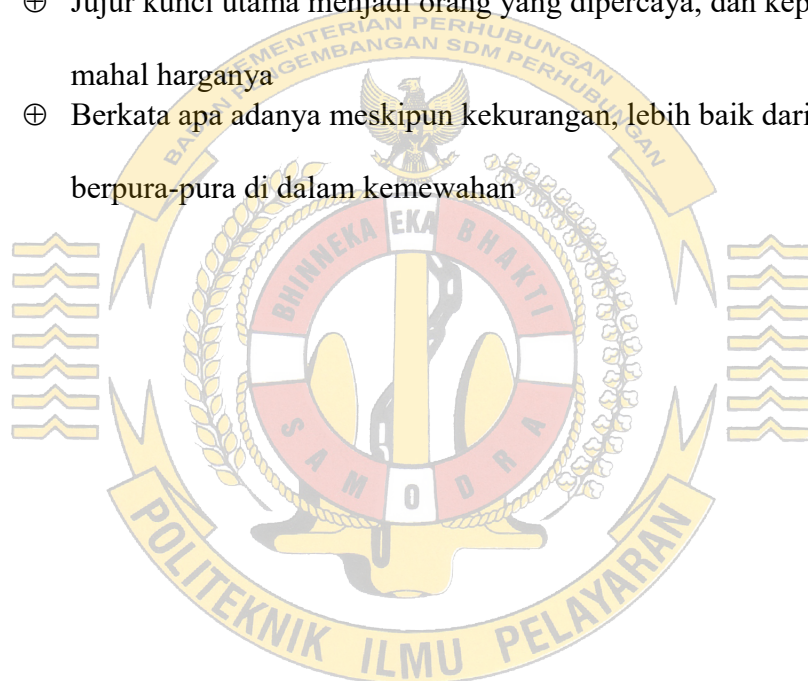 ⊕ Jujur kunci utama menjadi orang yang dipercaya, dan kep
mahal harganya
⊕ Berkata apa adanya meskipun kekurangan, lebih baik dari
berpura-pura di dalam kemewahan
KEMENTERIAN PERHUBUNGAN
BADAN PENGEMBANGAN SDM PERHUBUNGAN
BHINNEKA EKA BHAKTI
SAMODRA
POLITEKNIK ILMU PELAYARAN